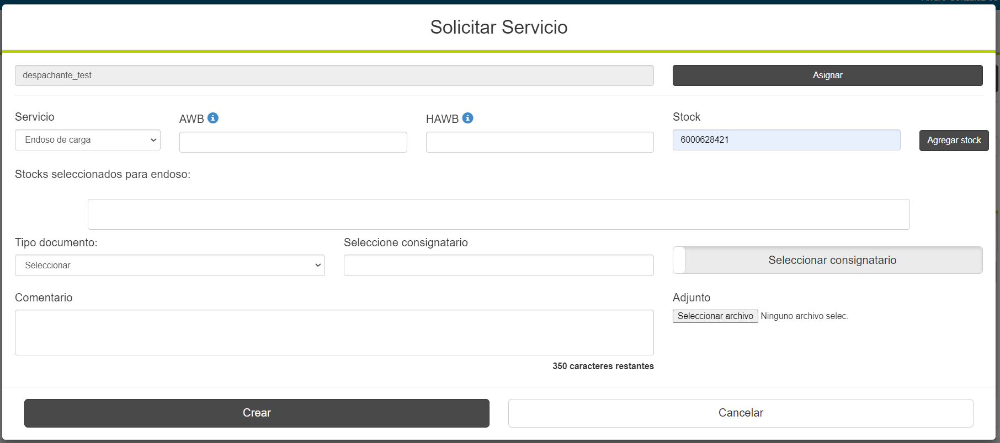 Solicitar Servicio
despachante_test
Asignar
Servicio
AWB
HAWB
Stock
Endoso de carga
6000628421
Agregar stock
Stocks seleccionados para endoso:
Tipo documento:
Seleccione consignatario
Seleccionar
Seleccionar consignatario
Comentario
Adjunto
Seleccionar archivo Ninguno archivo selec.
350 caracteres restantes
Crear
Cancelar